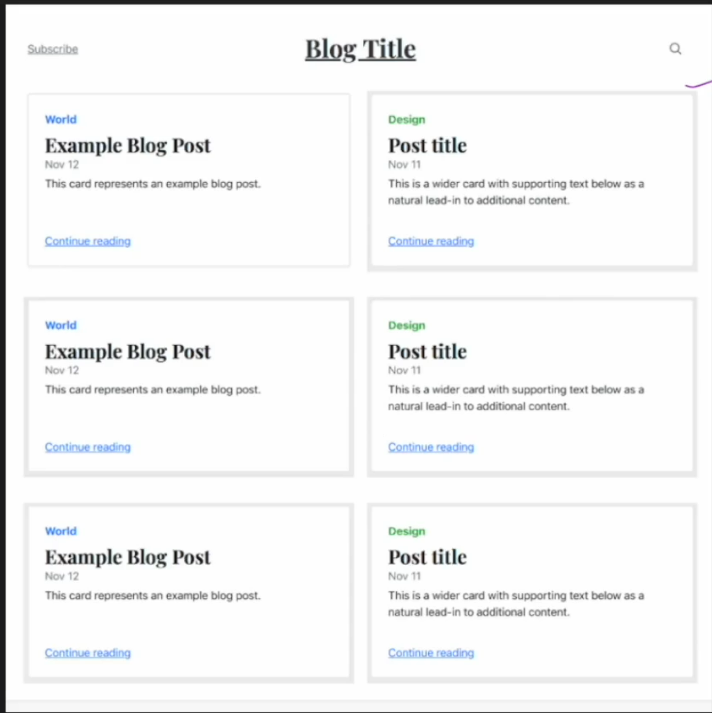 Subscribe
Blog Title
World
Example Blog Post
Nov 12
This card represents an example blog post.
Continue reading
Design
Post title
Nov 11
This is a wider card with supporting text below as a
natural lead-in to additional content.
Continue reading
World
Example Blog Post
Nov 12
This card represents an example blog post.
Continue reading
Design
Post title
Nov 11
This is a wider card with supporting text below as a
natural lead-in to additional content.
Continue reading
World
Example Blog Post
Nov 12
This card represents an example blog post.
Continue reading
Design
Post title
Nov 11
This is a wider card with supporting text below as a
natural lead-in to additional content.
Continue reading